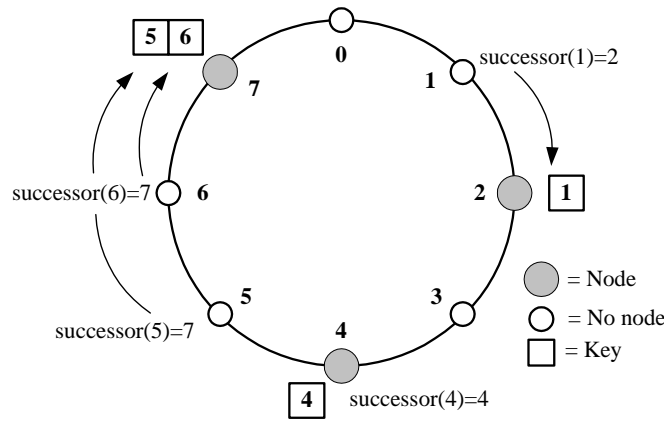 5 6
0
successor(1)=2
7
1
successor(6)=7
6
2
1
5
3
= Node
successor(5)=7
4
= No node
= Key
4
successor(4)=4